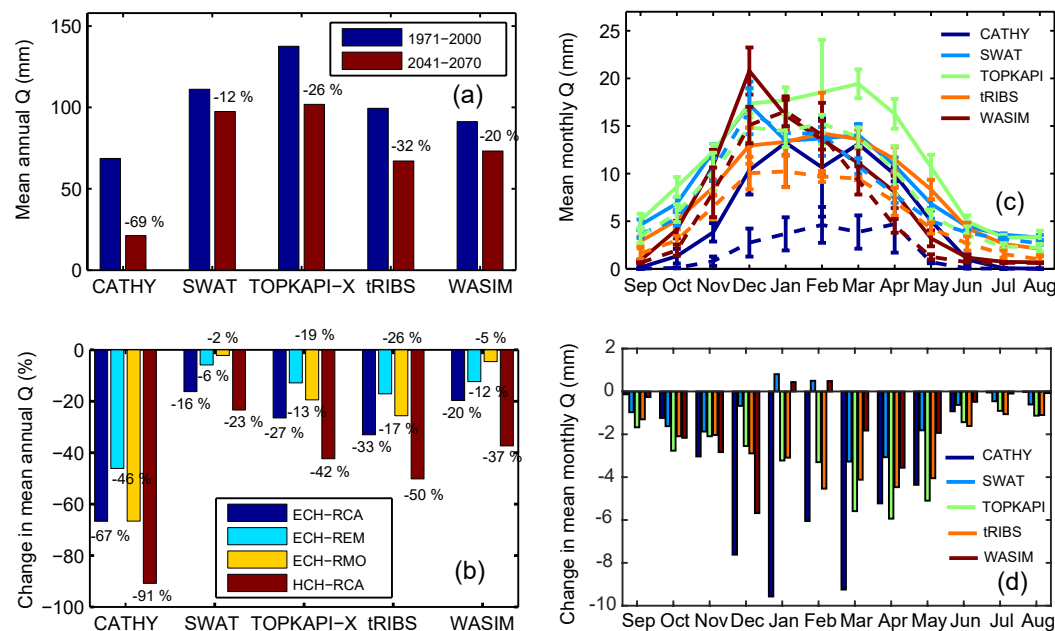 150
100
50
0
Mean annual Q (mm)
1971−2000
2041−2070
(a)
-69 %
-12 %
-26 %
-32 %
-20 %
CATHY
SWAT
TOPKAPI−X
tRIBS
WASIM
25
20
15
10
5
0
Mean monthly Q (mm)
CATHY
SWAT
TOPKAPI
tRIBS
WASIM
(c)
Sep Oct Nov Dec Jan Feb Mar Apr May Jun Jul Aug
0
−20
−40
−60
−80
−100
Change in mean annual Q (%)
-67 %
-46 %
-91 %
-16 %
-6 %
-2 %
-23 %
-27 %
-13 %
-19 %
-42 %
-33 %
-17 %
-26 %
-50 %
-20 %
-12 %
-5 %
-37 %
ECH−RCA
ECH−REM
ECH−RMO
HCH−RCA
(b)
CATHY
SWAT
TOPKAPI−X
tRIBS
WASIM
2
0
-2
-4
-6
-8
-10
Change in mean monthly Q (mm)
CATHY
SWAT
TOPKAPI
tRIBS
WASIM
(d)
Sep Oct Nov Dec Jan Feb Mar Apr May Jun Jul Aug